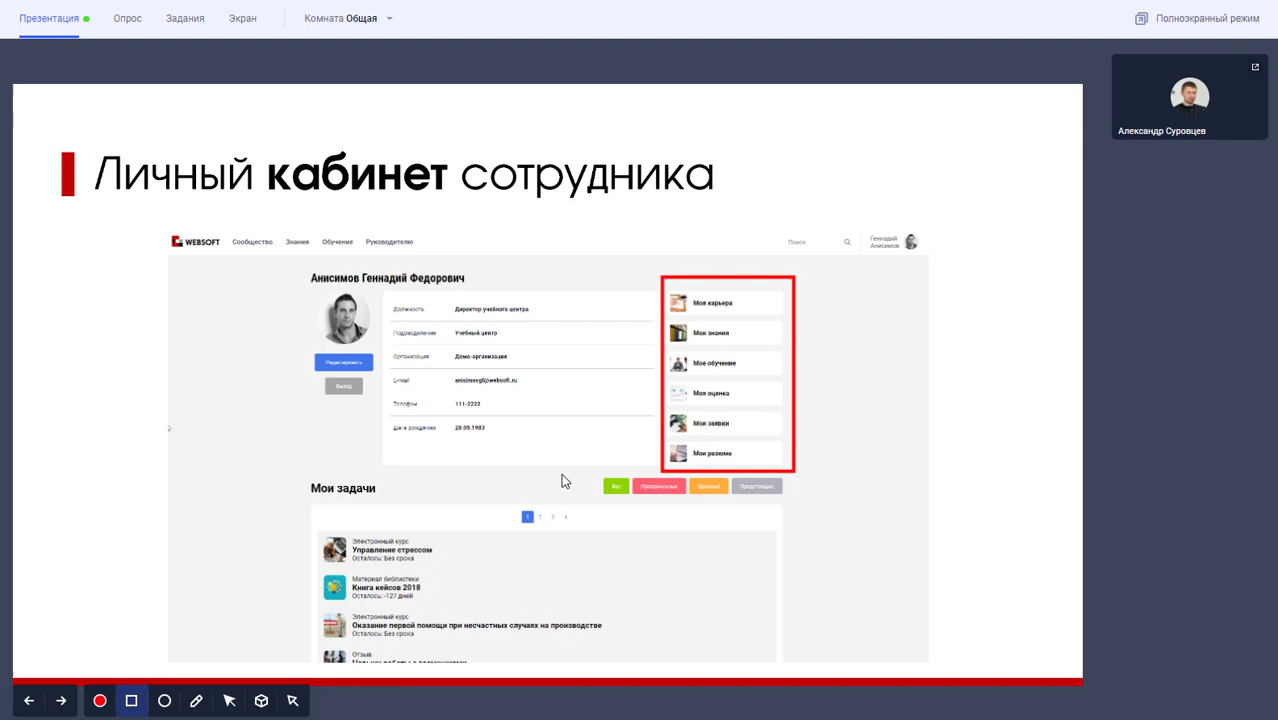 Презентация
Опрос
Задания
Экран
Комната Общая
Полноэкранный режим
Александр Суровцев
Личный кабинет сотрудника
WEBSOFT
Сообщество
Знания
Обучение
Руководителю
Поиск
Геннадий
Анисимов
Анисимов Геннадий Федорович
Должность
Директор учебного центра
Подразделение
Учебный центр
Организация
Демо-организация
E-mail
anisimovgf@websoft.ru
Телефон
111-2222
Дата рождения
28.05.1983
Редактировать
Выход
Моя карьера
Мои знания
Мое обучение
Моя оценка
Мои заявки
Мои резюме
Мои задачи
Все
Просроченные
Срочные
Предстоящие
1 2 3 4
Электронный курс
Управление стрессом
Осталось: Без срока
Материал библиотеки
Книга кейсов 2018
Осталось: -127 дней
Электронный курс
Оказание первой помощи при несчастных случаях на производстве
Осталось: Без срока
Отзыв